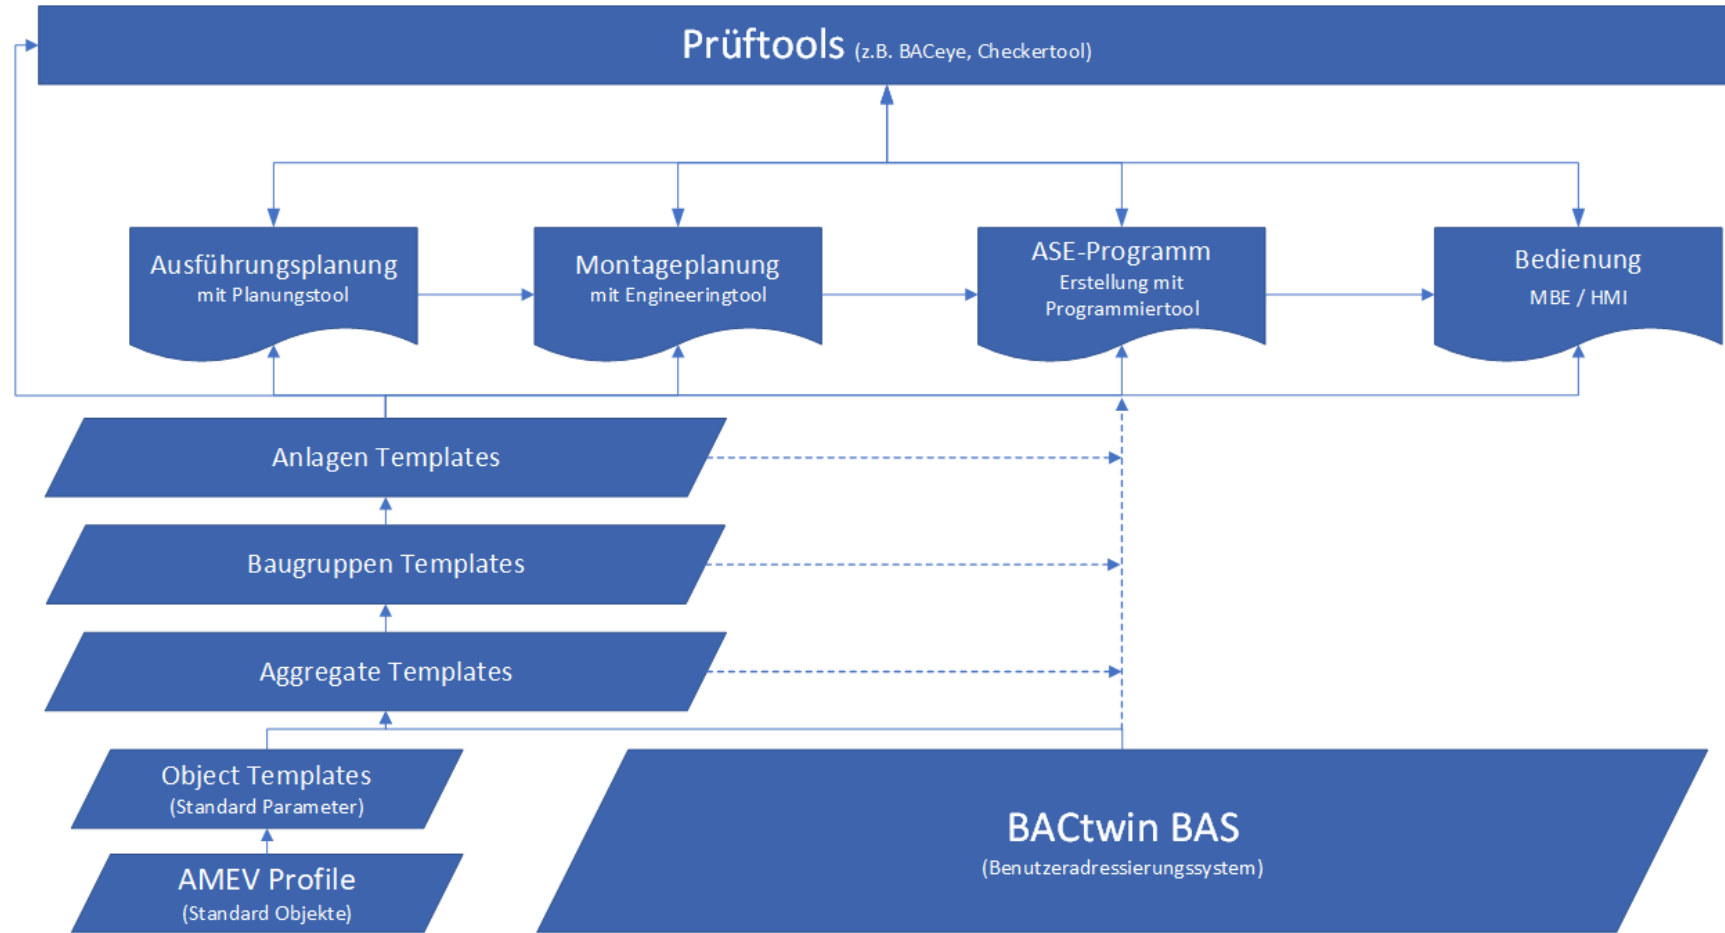 Prüftools (z.B. BACeye, Checkertool)
Ausführungsplanung
mit Planungstool
Montageplanung
mit Engineeringtool
ASE-Programm
Erstellung mit
Programmiertool
Bedienung
MBE / HMI
Anlagen Templates
Baugruppen Templates
Aggregate Templates
Object Templates
(Standard Parameter)
AMEV Profile
(Standard Objekte)
BACtwin BAS
(Benutzeradressierungssystem)